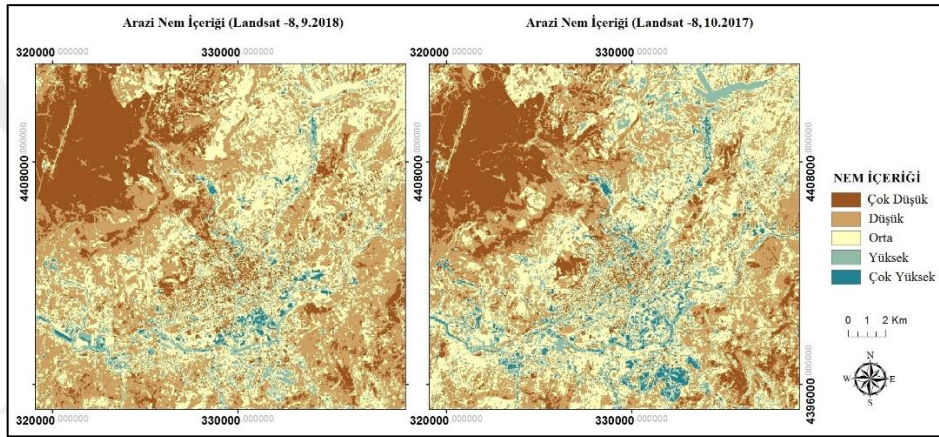 Arazi Nem İçeriği (Landsat -8, 9.2018)
Arazi Nem İçeriği (Landsat -8, 10.2017)
320000,000000
330000,000000
320000,000000
330000,000000
4408000,000000
4408000,000000
4396000,000000
320000,000000
330000,000000
320000,000000
330000,000000
NEM İÇERİĞİ
Çok Düşük
Düşük
Orta
Yüksek
Çok Yüksek
0 1 2 Km
N
W E
S